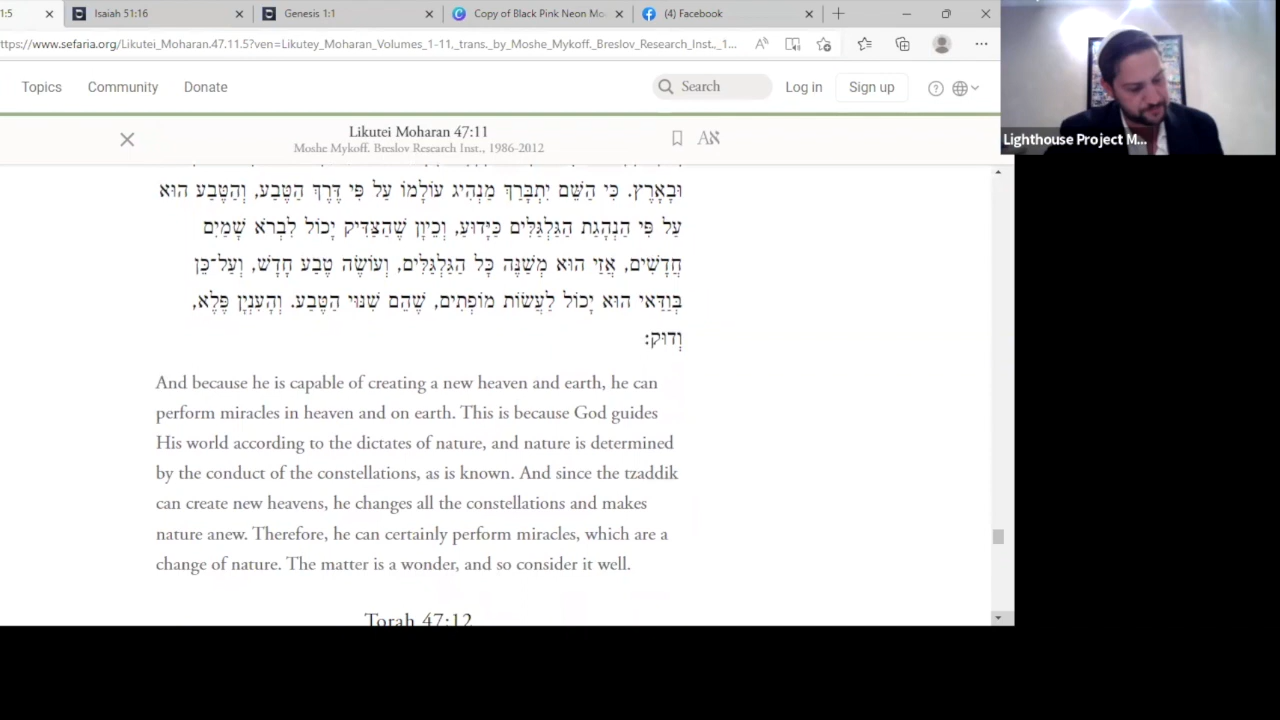 1:5
Isaiah 51:16
Genesis 1:1
Copy of Black Pink Neon Mo
(4) Facebook
ttps://www.sefaria.org/Likutei_Moharan.47.11.5?ven=Likutey_Moharan_Volumes_1-11,_trans._by_Moshe_Mykoff._Breslov_Research_Inst.,_1...
Topics
Community
Donate
Search
Log in
Sign up
Lighthouse Project M...
Likutei Moharan 47:11
Moshe Mykoff. Breslov Research Inst., 1986-2012
וּבָאָרֶץ. כִּי הַשֵּׁם יִתְבָּרַךְ מַנְהִיג עוֹלָמוֹ עַל פִּי דֶּרֶךְ הַטֶּבַע, וְהַטֶּבַע הוּא
עַל פִּי הַנְהָגַת הַגַּלְגַּלִּים כַּיָּדוּעַ, וְכֵיוָן שֶׁהַצַּדִּיק יָכוֹל לִבְרֹא שָׁמַיִם
חֲדָשִׁים, אֲזַי הוּא מְשַׁנֶּה כָּל הַגַּלְגַּלִּים, וְעוֹשֶׂה טֶבַע חָדָשׁ, וְעַל־כֵּן
בְּוַדַּאי הוּא יָכוֹל לַעֲשׂוֹת מוֹפְתִים, שֶׁהֵם שִׁנּוּי הַטֶּבַע. וְהָעִנְיָן פֶּלֶא,
וְדוּק:
And because he is capable of creating a new heaven and earth, he can
perform miracles in heaven and on earth. This is because God guides
His world according to the dictates of nature, and nature is determined
by the conduct of the constellations, as is known. And since the tzaddik
can create new heavens, he changes all the constellations and makes
nature anew. Therefore, he can certainly perform miracles, which are a
change of nature. The matter is a wonder, and so consider it well.
Torah 47:12